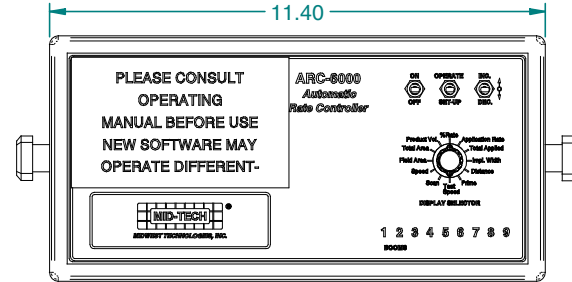 11.40
PLEASE CONSULT
OPERATING
MANUAL BEFORE USE
NEW SOFTWARE MAY
OPERATE DIFFERENT-
ARC-6000
Automatic
Rate Controller
ON OPERATE INC.
OFF SET-UP DEC.
%Rate
Product Vol. Application Rate
Total Area Total Applied
Field Area Impl. Width
Speed Distance
Scan Prime
Test
Speed
DISPLAY SELECTOR
MID-TECH®
MIDWEST TECHNOLOGIES, INC.
1 2 3 4 5 6 7 8 9
BOOMS